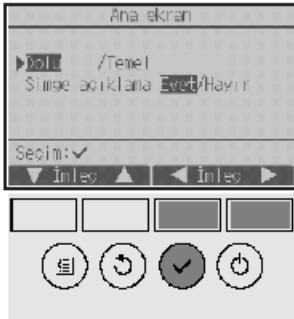 Ana ekran
▶Dolu /Temel
Simge açıklama Evet/Hayır
Seçim:✓
▼ İmleç ▲ ◀ İmleç ▶